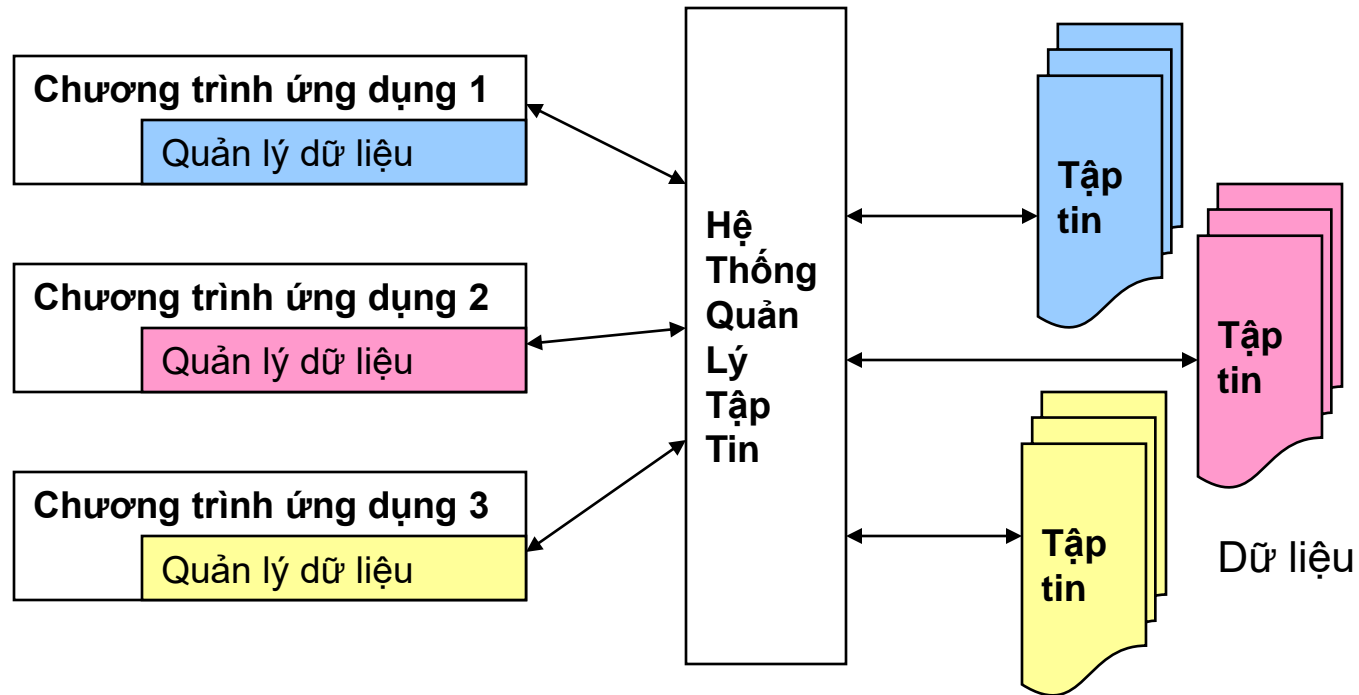 Chương trình ứng dụng 1
Quản lý dữ liệu
Chương trình ứng dụng 2
Quản lý dữ liệu
Chương trình ứng dụng 3
Quản lý dữ liệu
Hệ
Thống
Quản
Lý
Tập
Tin
Tập
tin
Tập
tin
Tập
tin
Dữ liệu